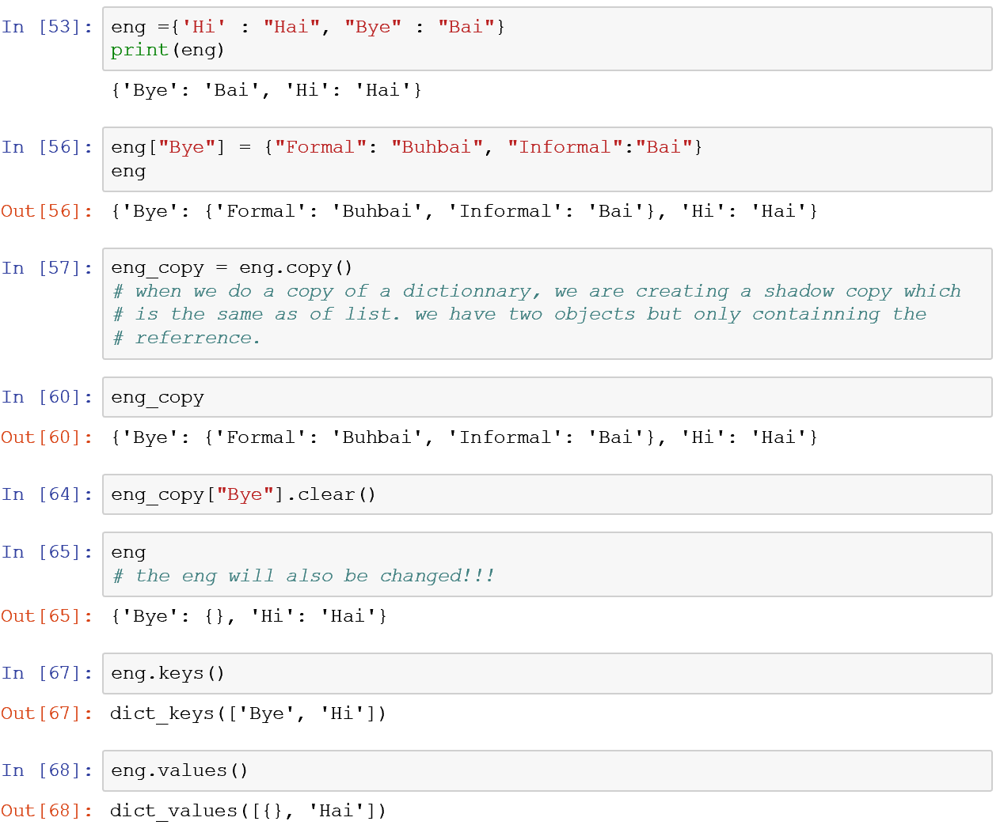 In [53]: eng ={'Hi' : "Hai", "Bye" : "Bai"}
print(eng)
{'Bye': 'Bai', 'Hi': 'Hai'}
In [56]: eng["Bye"] = {"Formal": "Buhbai", "Informal":"Bai"}
eng
Out[56]: {'Bye': {'Formal': 'Buhbai', 'Informal': 'Bai'}, 'Hi': 'Hai'}
In [57]: eng_copy = eng.copy()
# when we do a copy of a dictionnary, we are creating a shadow copy which
# is the same as of list. we have two objects but only containning the
# referrence.
In [60]: eng_copy
Out[60]: {'Bye': {'Formal': 'Buhbai', 'Informal': 'Bai'}, 'Hi': 'Hai'}
In [64]: eng_copy["Bye"].clear()
In [65]: eng
# the eng will also be changed!!!
Out[65]: {'Bye': {}, 'Hi': 'Hai'}
In [67]: eng.keys()
Out[67]: dict_keys(['Bye', 'Hi'])
In [68]: eng.values()
Out[68]: dict_values([{}, 'Hai'])